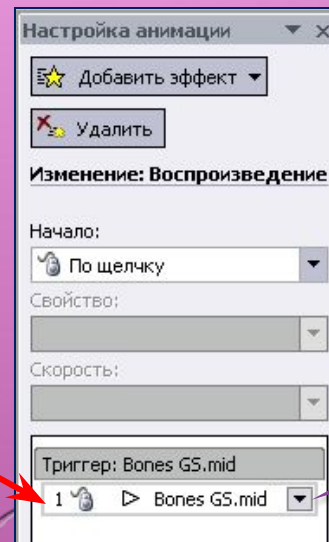 Настройка анимации
Добавить эффект
Удалить
Изменение: Воспроизведение
Начало:
По щелчку
Свойство:
Скорость:
Триггер: Bones GS.mid
1 Bones GS.mid